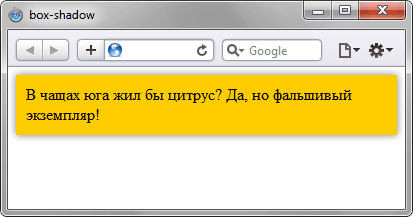 box-shadow
Google
В чащах юга жил бы цитрус? Да, но фальшивый
экземпляр!